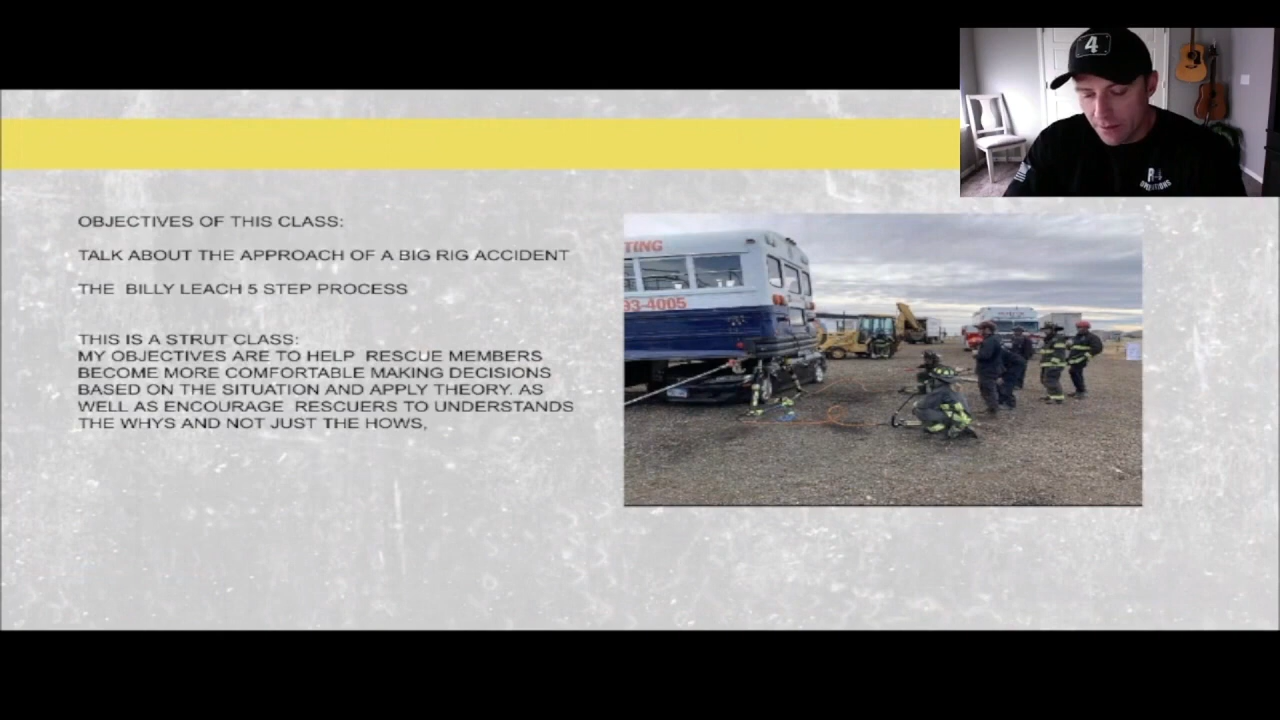 4
R4
OPERATIONS
OBJECTIVES OF THIS CLASS:
TALK ABOUT THE APPROACH OF A BIG RIG ACCIDENT
THE BILLY LEACH 5 STEP PROCESS
THIS IS A STRUT CLASS:
MY OBJECTIVES ARE TO HELP RESCUE MEMBERS
BECOME MORE COMFORTABLE MAKING DECISIONS
BASED ON THE SITUATION AND APPLY THEORY. AS
WELL AS ENCOURAGE RESCUERS TO UNDERSTANDS
THE WHYS AND NOT JUST THE HOWS,
TING
93-4005